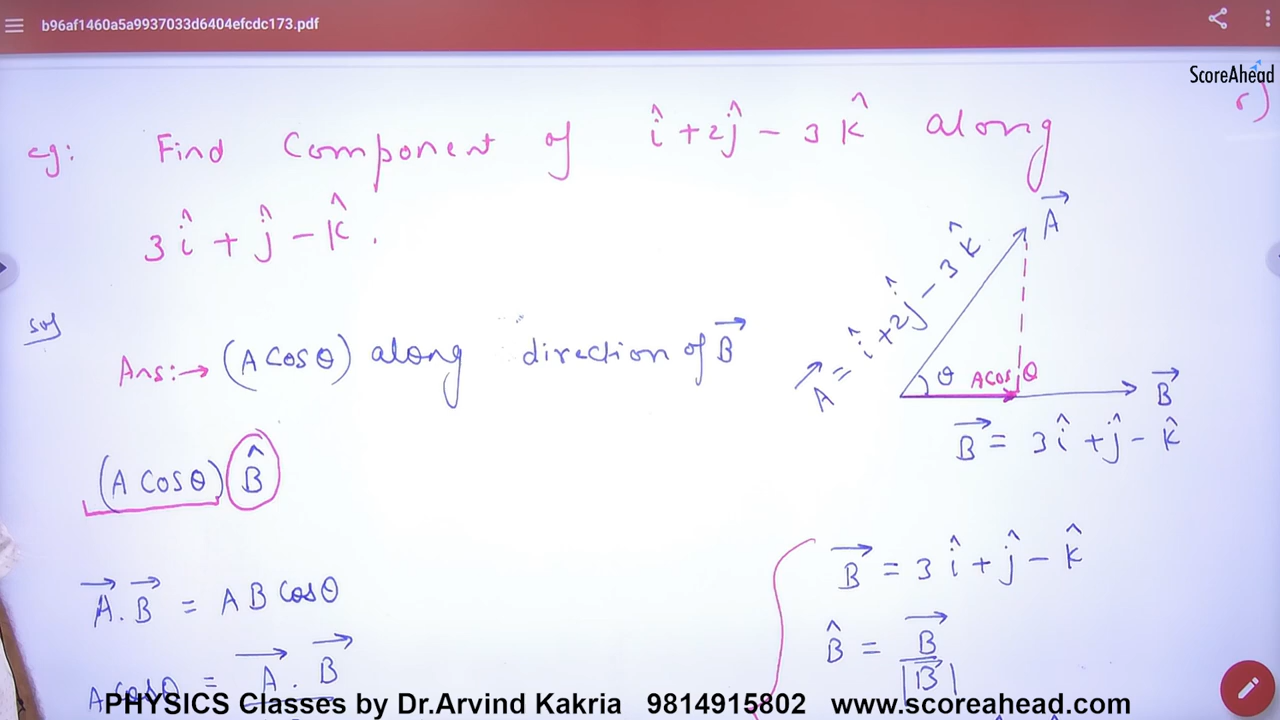 b96af1460a5a9937033d6404efcdc173.pdf
ScoreAhead
eg: Find Component of î + 2ĵ - 3k̂ along
3î + ĵ - k̂ .
Sol
Ans:→ (A Cos θ) along direction of B⃗
(A Cos θ) B̂
A⃗ . B⃗ = A B Cos θ
A cos θ = A⃗ . B⃗
A⃗
A⃗ = î + 2ĵ - 3k̂
θ A cos θ
B⃗
B⃗ = 3î + ĵ - k̂
B⃗ = 3î + ĵ - k̂
B̂ = B⃗
|B⃗|
PHYSICS Classes by Dr.Arvind Kakria 9814915802 www.scoreahead.com